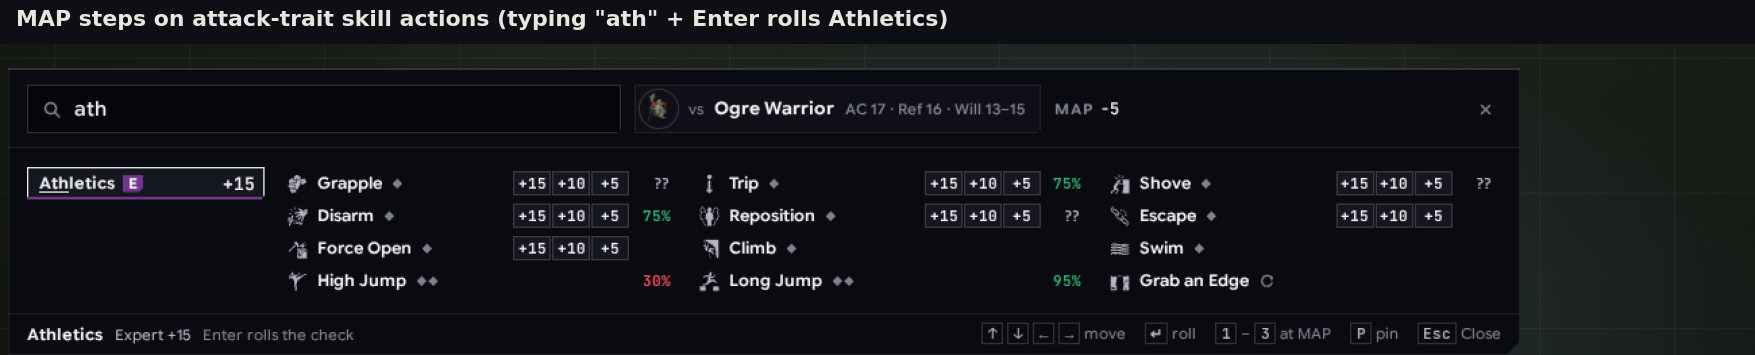 MAP steps on attack-trait skill actions (typing "ath" + Enter rolls Athletics)
ath
vs Ogre Warrior AC 17 · Ref 16 · Will 13–15 MAP -5 ×
Athletics E +15
Grapple +15 +10 +5 ??
Trip +15 +10 +5 75%
Shove +15 +10 +5 ??
Disarm +15 +10 +5 75%
Reposition +15 +10 +5 ??
Escape +15 +10 +5
Force Open +15 +10 +5
Climb
Swim
High Jump 30%
Long Jump 95%
Grab an Edge
Athletics Expert +15 Enter rolls the check
↑ ↓ ← → move ↵ roll 1 – 3 at MAP P pin Esc Close